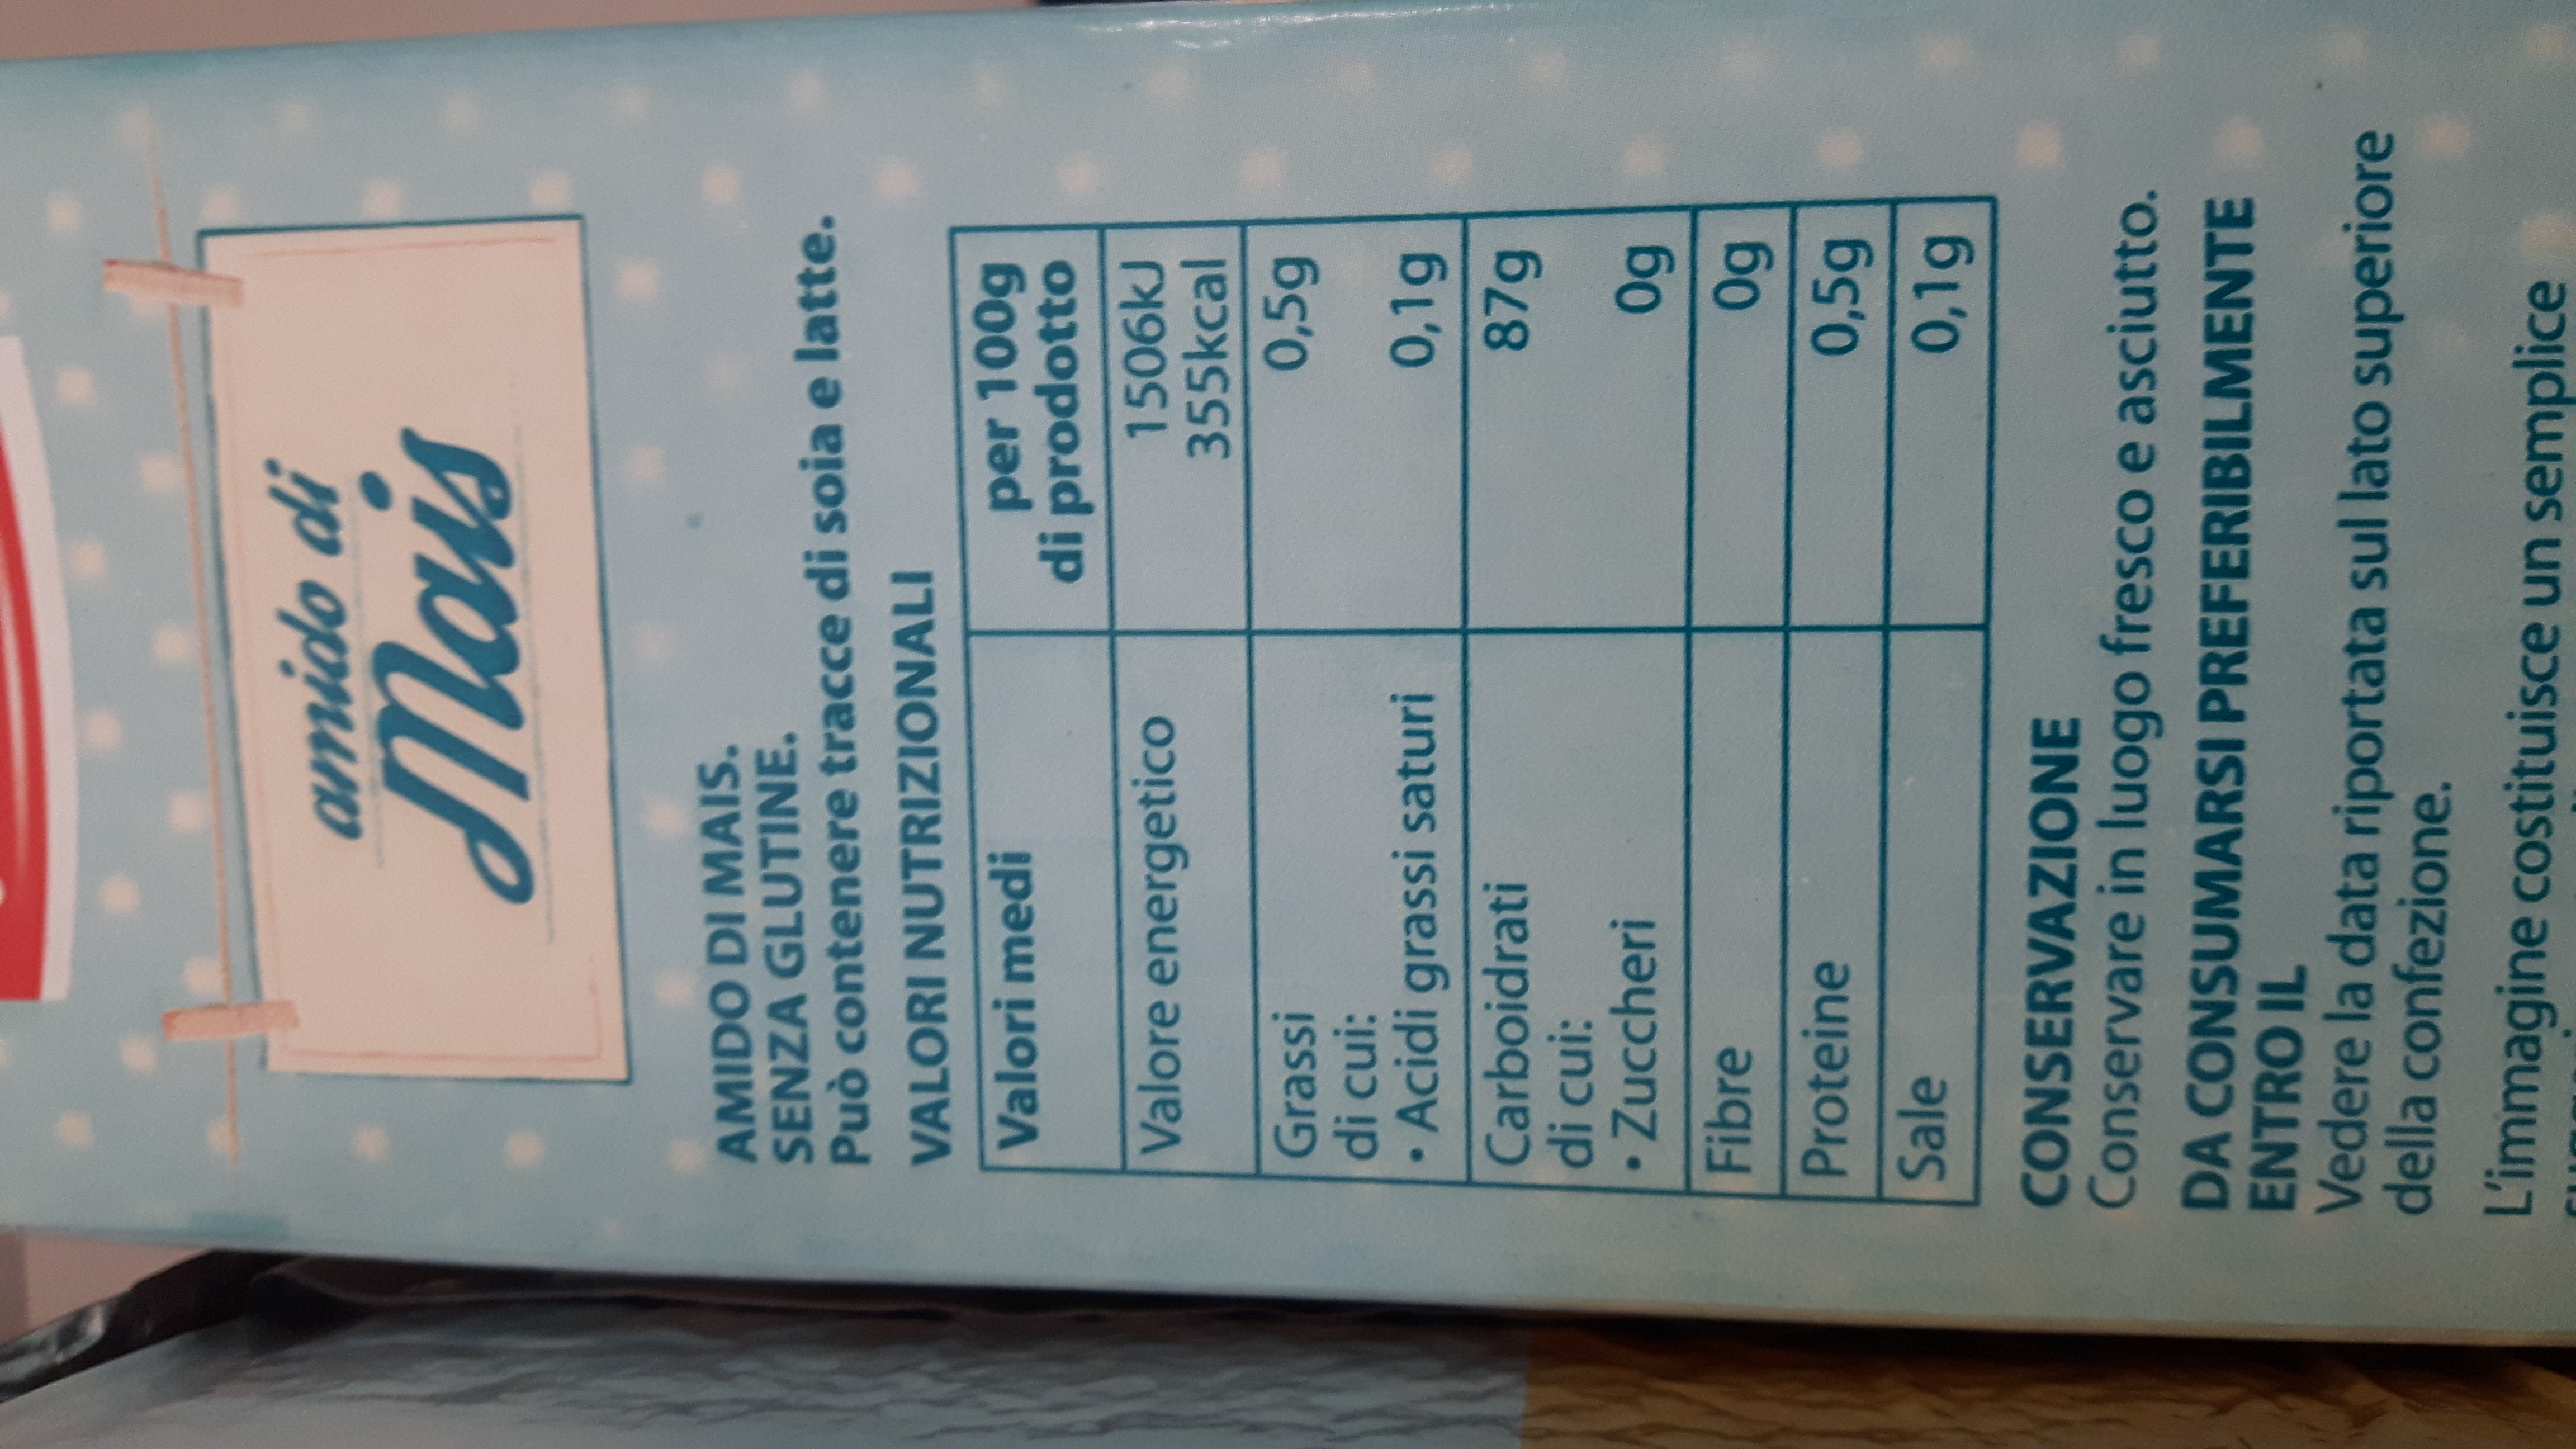 amido di
Mais
AMIDO DI MAIS.
SENZA GLUTINE.
Può contenere tracce di soia e latte.
VALORI NUTRIZIONALI
Valori medi per 100g
di prodotto
Valore energetico 1506kJ
355kcal
Grassi 0,5g
di cui:
• Acidi grassi saturi 0,1g
Carboidrati 87g
di cui:
• Zuccheri 0g
Fibre 0g
Proteine 0,5g
Sale 0,1g
CONSERVAZIONE
Conservare in luogo fresco e asciutto.
DA CONSUMARSI PREFERIBILMENTE
ENTRO IL
Vedere la data riportata sul lato superiore
della confezione.
L'immagine costituisce un semplice